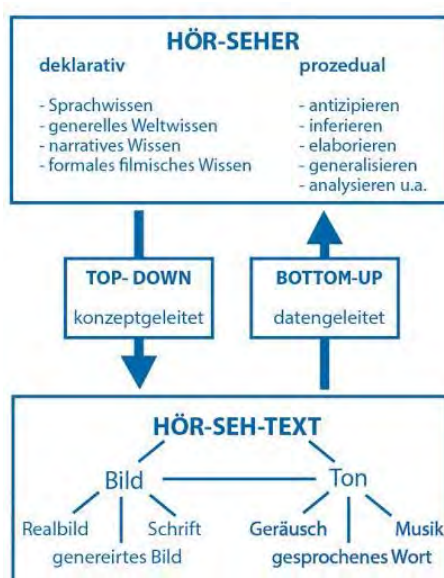 HÖR-SEHER
deklarativ
- Sprachwissen
- generelles Weltwissen
- narratives Wissen
- formales filmisches Wissen
prozedual
- antizipieren
- inferieren
- elaborieren
- generalisieren
- analysieren u.a.
TOP- DOWN
konzeptgeleitet
BOTTOM-UP
datengeleitet
HÖR-SEH-TEXT
Bild
Ton
Realbild
Schrift
genereirtes Bild
Geräusch
Musik
gesprochenes Wort